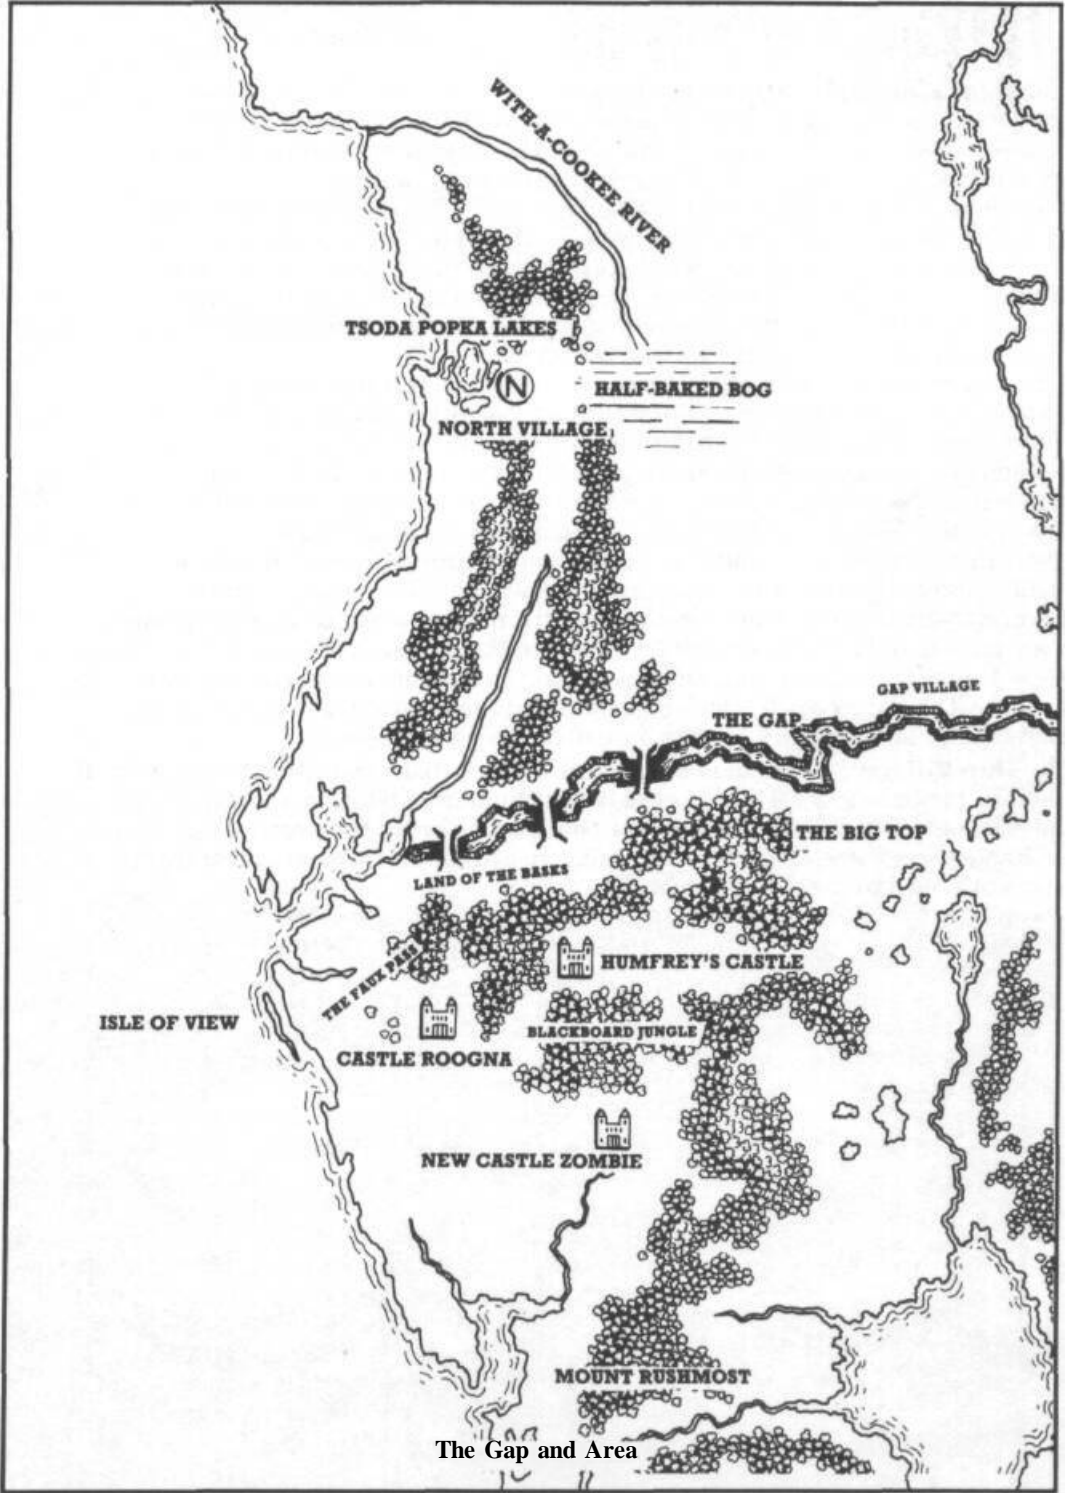 WITH-A-COOKEE RIVER
TSODA POPKA LAKES
N
HALF-BAKED BOG
NORTH VILLAGE
GAP VILLAGE
THE GAP
THE BIG TOP
LAND OF THE BASKS
THE FAUX PASS
HUMFREY'S CASTLE
ISLE OF VIEW
BLACKBOARD JUNGLE
CASTLE ROOGNA
NEW CASTLE ZOMBIE
MOUNT RUSHMOST
The Gap and Area